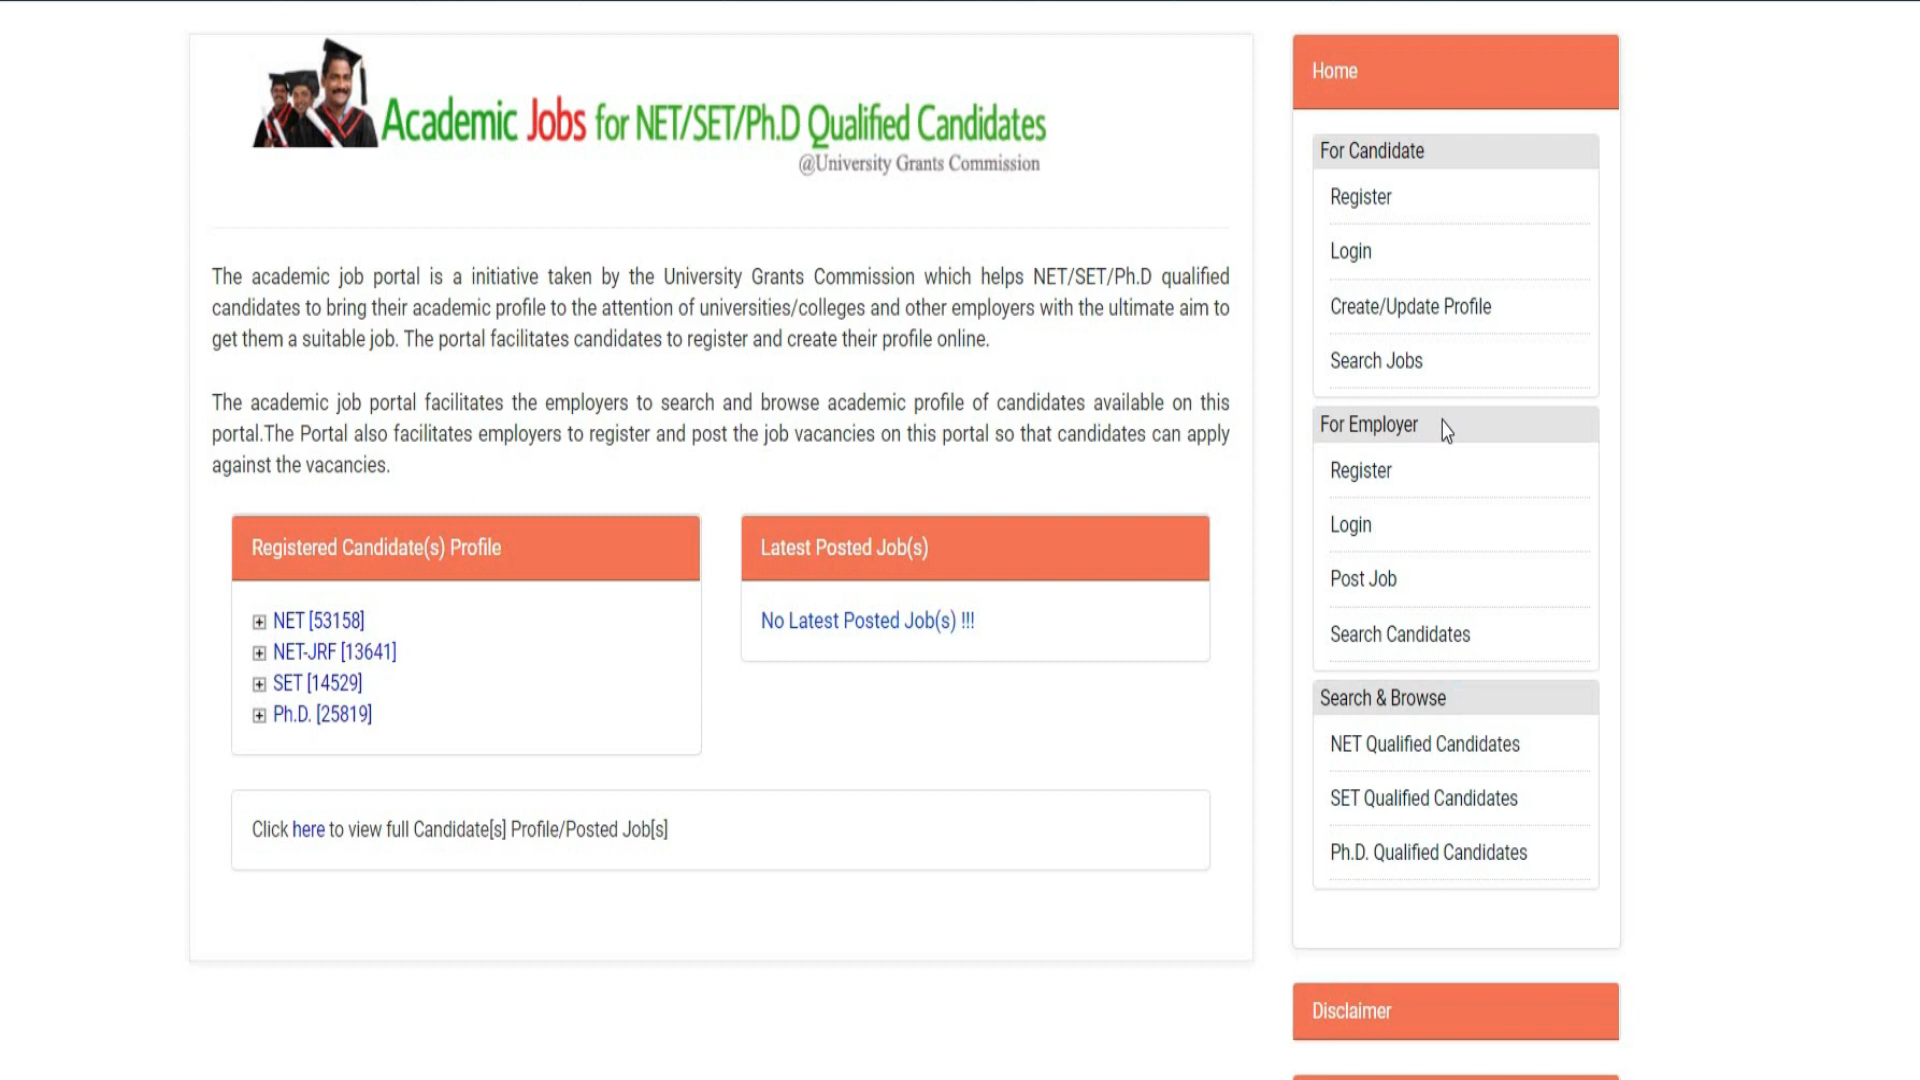 Academic Jobs for NET/SET/Ph.D Qualified Candidates
@University Grants Commission
The academic job portal is a initiative taken by the University Grants Commission which helps NET/SET/Ph.D qualified
candidates to bring their academic profile to the attention of universities/colleges and other employers with the ultimate aim to
get them a suitable job. The portal facilitates candidates to register and create their profile online.
The academic job portal facilitates the employers to search and browse academic profile of candidates available on this
portal.The Portal also facilitates employers to register and post the job vacancies on this portal so that candidates can apply
against the vacancies.
Registered Candidate(s) Profile
NET [53158]
NET-JRF [13641]
SET [14529]
Ph.D. [25819]
Latest Posted Job(s)
No Latest Posted Job(s) !!!
Click here to view full Candidate[s] Profile/Posted Job[s]
Home
For Candidate
Register
Login
Create/Update Profile
Search Jobs
For Employer
Register
Login
Post Job
Search Candidates
Search & Browse
NET Qualified Candidates
SET Qualified Candidates
Ph.D. Qualified Candidates
Disclaimer